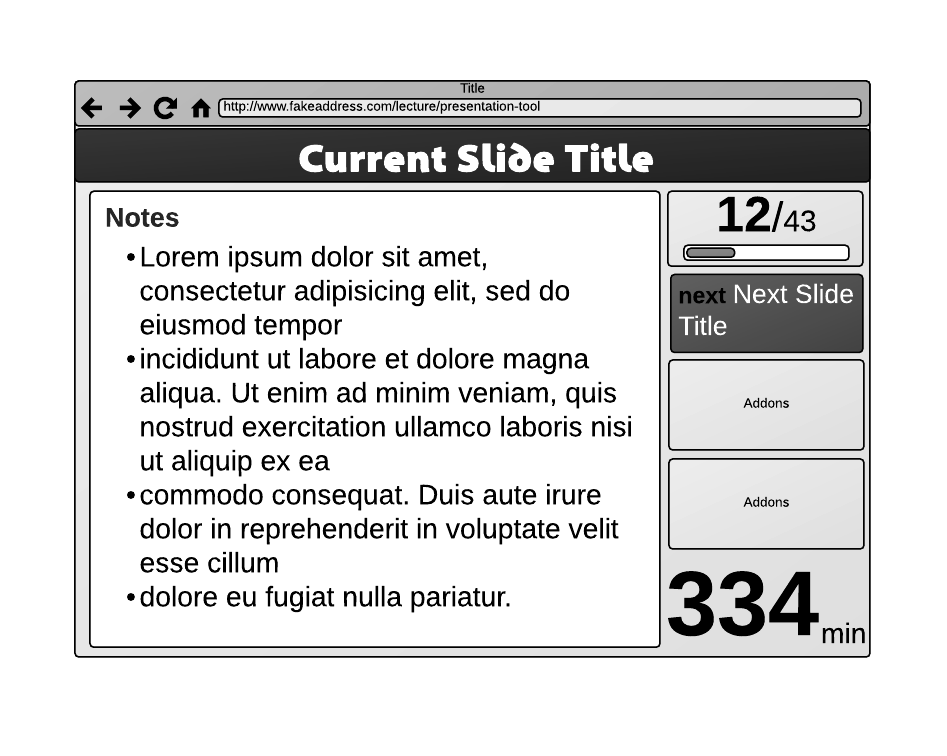 Title
http://www.fakeaddress.com/lecture/presentation-tool
Current Slide Title
Notes
•Lorem ipsum dolor sit amet,
consectetur adipisicing elit, sed do
eiusmod tempor
•incididunt ut labore et dolore magna
aliqua. Ut enim ad minim veniam, quis
nostrud exercitation ullamco laboris nisi
ut aliquip ex ea
•commodo consequat. Duis aute irure
dolor in reprehenderit in voluptate velit
esse cillum
•dolore eu fugiat nulla pariatur.
12/43
next Next Slide
Title
Addons
Addons
334 min